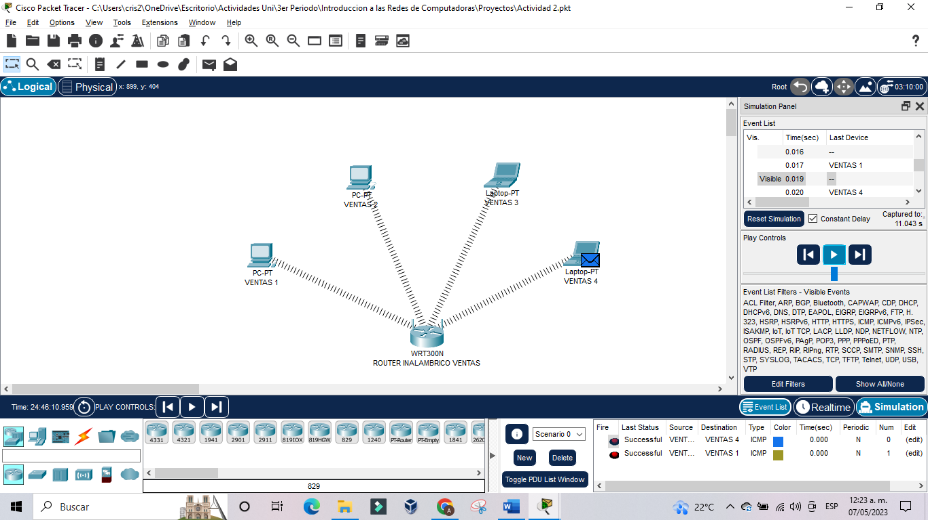 Cisco Packet Tracer - C:\Users\cris2\OneDrive\Escritorio\Actividades Uni\3er Periodo\Introduccion a las Redes de Computadoras\Proyectos\Actividad 2.pkt
File Edit Options View Tools Extensions Window Help
Logical Physical x: 899, y: 404 Root 03:10:00
Simulation Panel
Event List
Vis. Time(sec) Last Device
0.016 --
0.017 VENTAS 1
Visible 0.019 --
0.020 VENTAS 4
Reset Simulation Constant Delay Captured to:
11.043 s
Play Controls
PC-PT
VENTAS 2
Laptop-PT
VENTAS 3
PC-PT
VENTAS 1
Laptop-PT
VENTAS 4
WRT300N
ROUTER INALAMBRICO VENTAS
Event List Filters - Visible Events
ACL Filter, ARP, BGP, Bluetooth, CAPWAP, CDP, DHCP,
DHCPv6, DNS, DTP, EAPOL, EIGRP, EIGRPv6, FTP, H.
323, HSRP, HSRPv6, HTTP, HTTPS, ICMP, ICMPv6, IPSec,
ISAKMP, IoT, IoT TCP, LACP, LLDP, NDP, NETFLOW, NTP,
OSPF, OSPFv6, PAgP, POP3, PPP, PPPoED, PTP,
RADIUS, REP, RIP, RIPng, RTP, SCCP, SMTP, SNMP, SSH,
STP, SYSLOG, TACACS, TCP, TFTP, Telnet, UDP, USB,
VTP
Edit Filters Show All/None
Time: 24:46:10.959 PLAY CONTROLS: Event List Realtime Simulation
4331 4321 1941 2901 2911 819IOX 819HGW 829 1240 PT-Router PT-Empty 1841 2620
829
Scenario 0
New Delete
Toggle PDU List Window
Fire Last Status Source Destination Type Color Time(sec) Periodic Num Edit
Successful VENT... VENTAS 4 ICMP 0.000 N 0 (edit)
Successful VENT... VENTAS 1 ICMP 0.000 N 1 (edit)
Buscar 22°C ESP 12:23 a. m.
07/05/2023